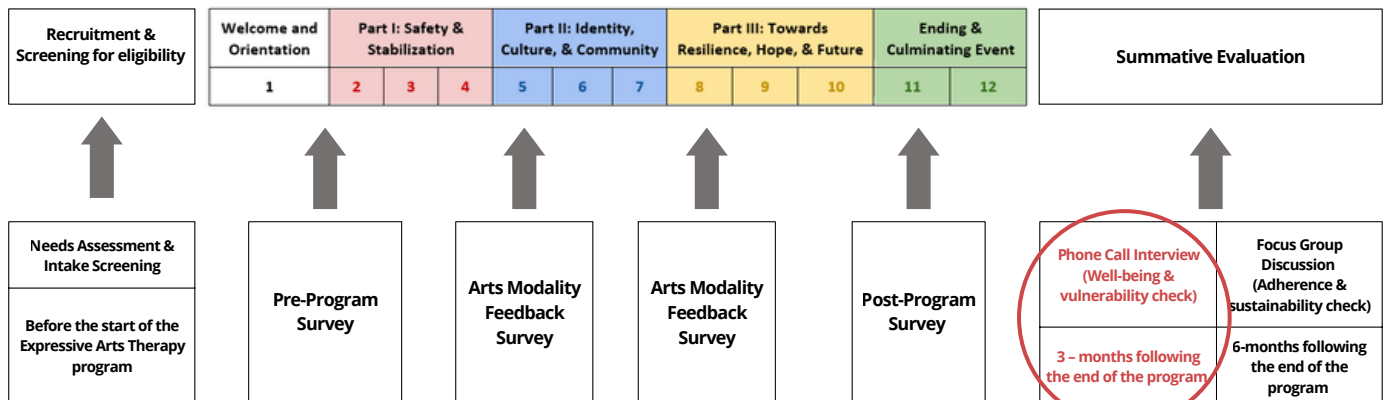 Recruitment &
Screening for eligibility
Welcome and
Orientation
Part I: Safety &
Stabilization
Part II: Identity,
Culture, & Community
Part III: Towards
Resilience, Hope, & Future
Ending &
Culminating Event
1 2 3 4 5 6 7 8 9 10 11 12
Summative Evaluation
Needs Assessment &
Intake Screening
Before the start of the
Expressive Arts Therapy
program
Pre-Program
Survey
Arts Modality
Feedback
Survey
Arts Modality
Feedback
Survey
Post-Program
Survey
Phone Call Interview
(Well-being &
vulnerability check)
Focus Group
Discussion
(Adherence &
sustainability check)
3 – months following
the end of the program
6-months following
the end of the
program